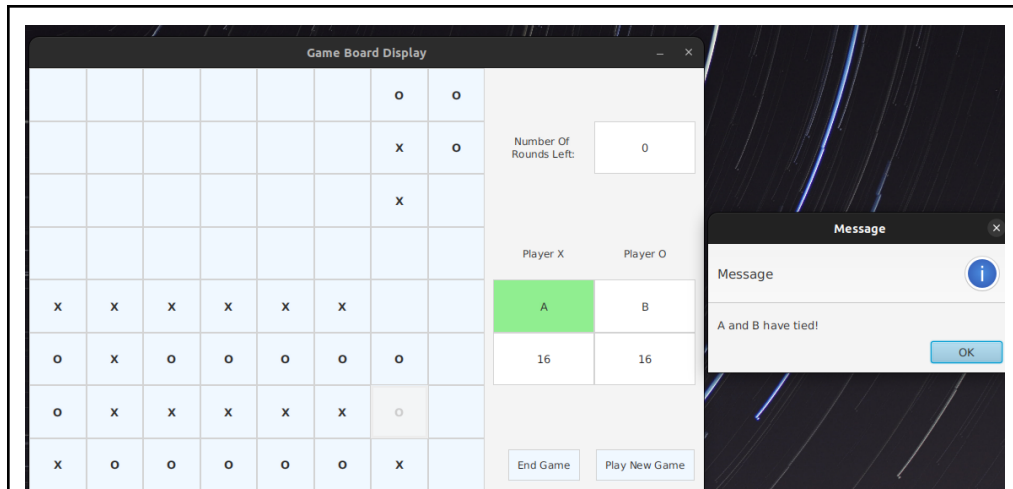 Game Board Display
O O
X O
Number Of
Rounds Left:
0
X
Player X Player O
X X X X X X
A B
O X O O O O O
16 16
O X X X X X O
X O O O O O X
End Game Play New Game
Message
Message
i
A and B have tied!
OK